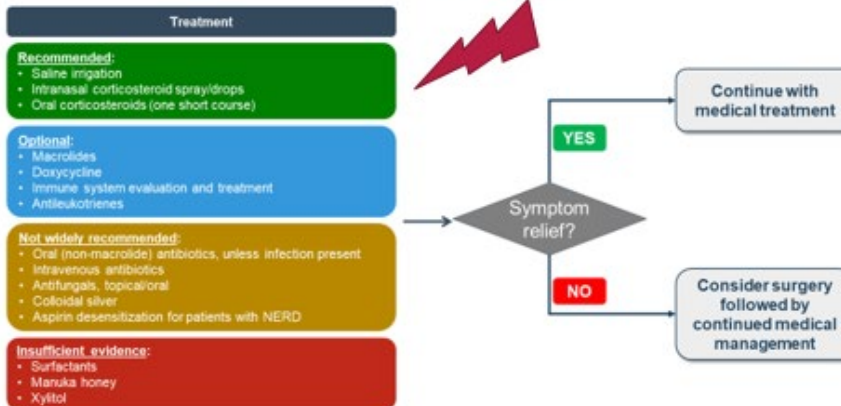 Treatment
Recommended:
• Saline irrigation
• Intranasal corticosteroid spray/drops
• Oral corticosteroids (one short course)
Optional:
• Macrolides
• Doxycycline
• Immune system evaluation and treatment
• Antileukotrienes
Not widely recommended:
• Oral (non-macrolide) antibiotics, unless infection present
• Intravenous antibiotics
• Antifungals, topical/oral
• Colloidal silver
• Aspirin desensitization for patients with NERD
Insufficient evidence:
• Surfactants
• Manuka honey
• Xylitol
Symptom
relief?
YES
Continue with
medical treatment
NO
Consider surgery
followed by
continued medical
management